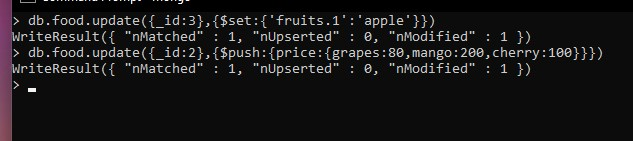 > db.food.update({_id:3},{$set:{'fruits.1':'apple'}})
WriteResult({ "nMatched" : 1, "nUpserted" : 0, "nModified" : 1 })
> db.food.update({_id:2},{$push:{price:{grapes:80,mango:200,cherry:100}}})
WriteResult({ "nMatched" : 1, "nUpserted" : 0, "nModified" : 1 })
>